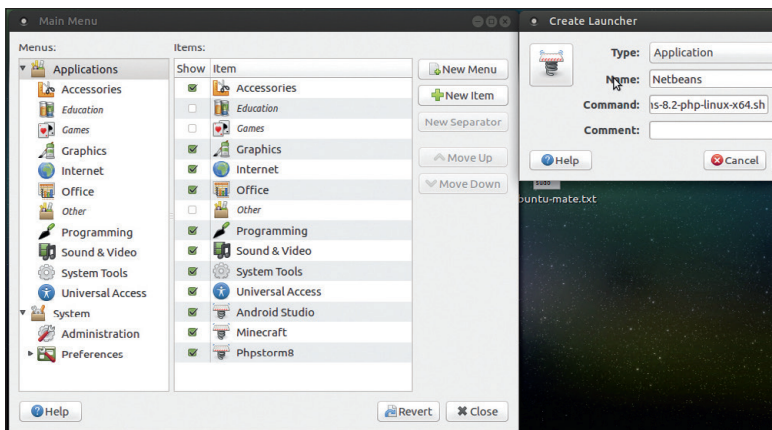 Main Menu
Menus:
Applications
Accessories
Education
Games
Graphics
Internet
Office
Other
Programming
Sound & Video
System Tools
Universal Access
System
Administration
Preferences
Items:
Show Item
Accessories
Education
Games
Graphics
Internet
Office
Other
Programming
Sound & Video
System Tools
Universal Access
Android Studio
Minecraft
Phpstorm8
New Menu
New Item
New Separator
Move Up
Move Down
Help
Revert
Close
Create Launcher
Type: Application
Name: Netbeans
Command: ns-8.2-php-linux-x64.sh
Comment:
Help
Cancel
buntu-mate.txt